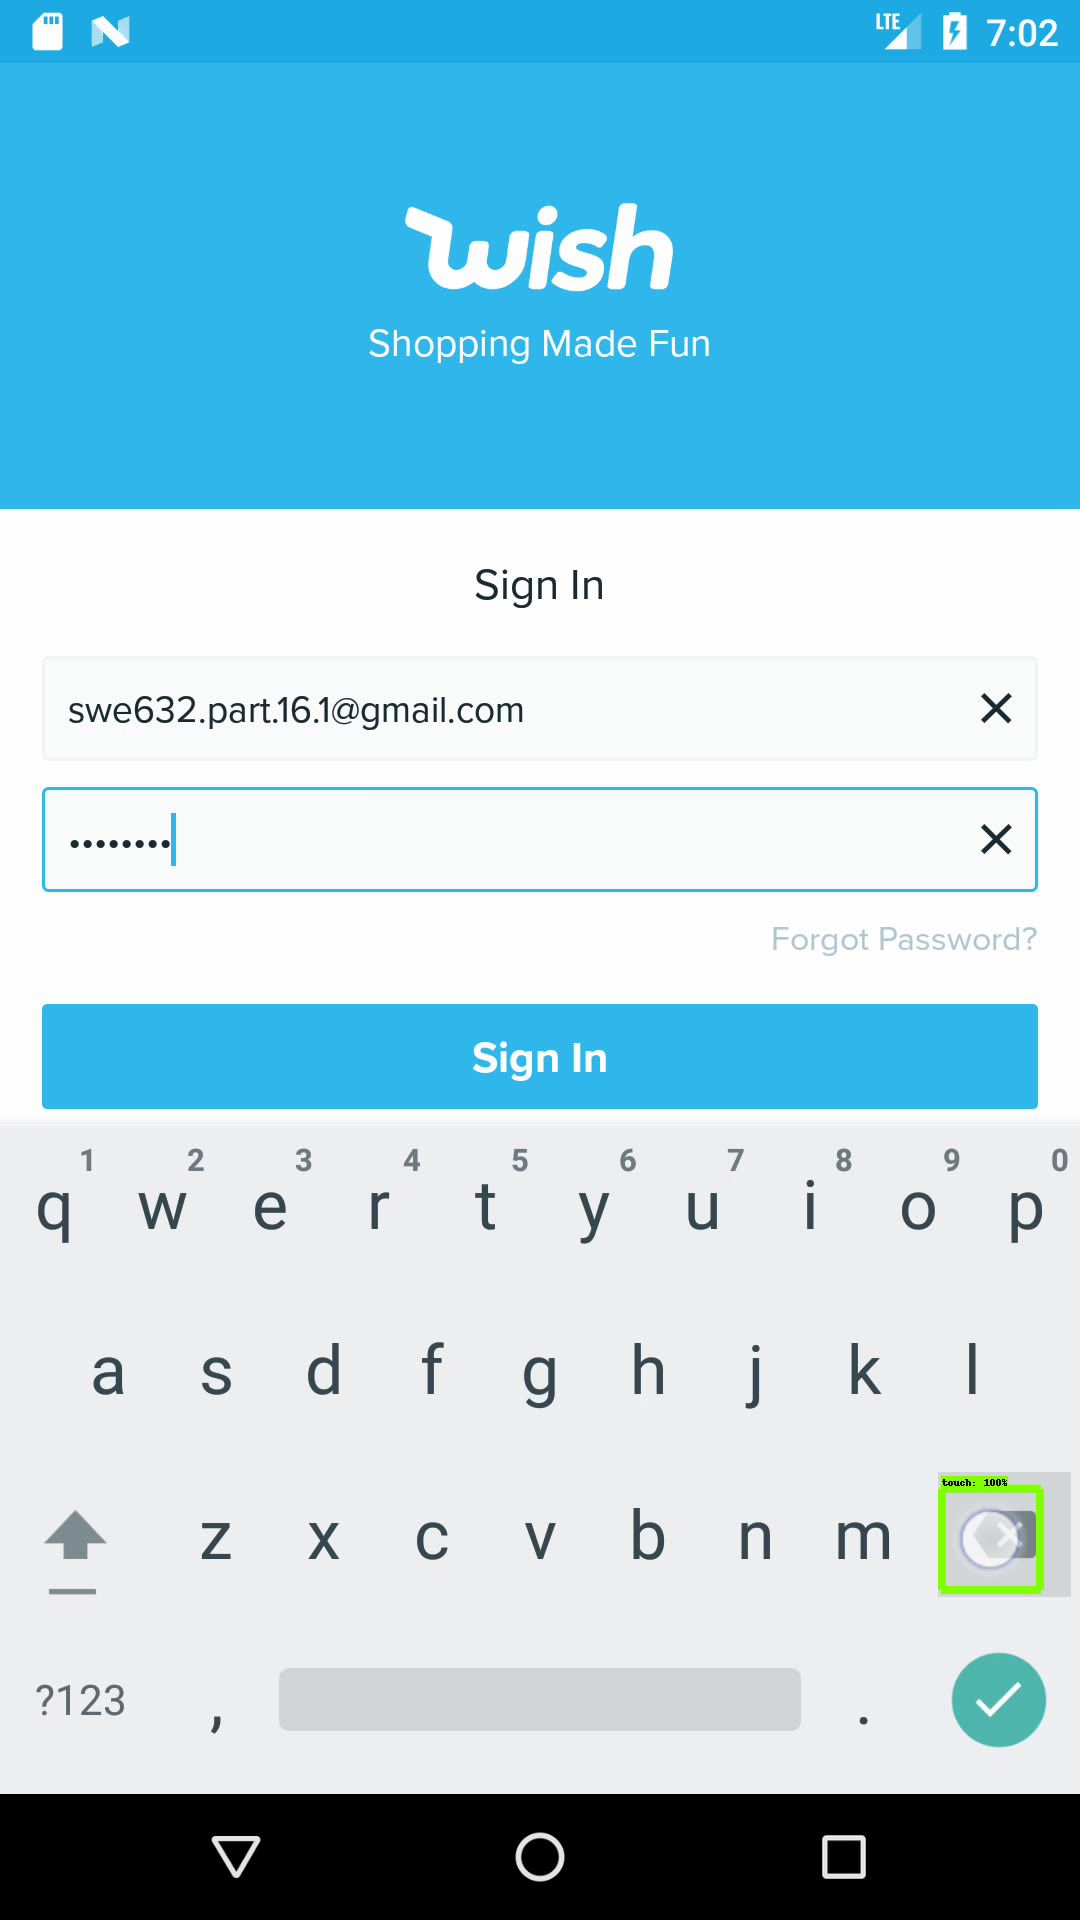 LTE 7:02
wish
Shopping Made Fun
Sign In
swe632.part.16.1@gmail.com
••••••••
Forgot Password?
Sign In
1 2 3 4 5 6 7 8 9 0
q w e r t y u i o p
a s d f g h j k l
touch: 100%
z x c v b n m
?123 , .